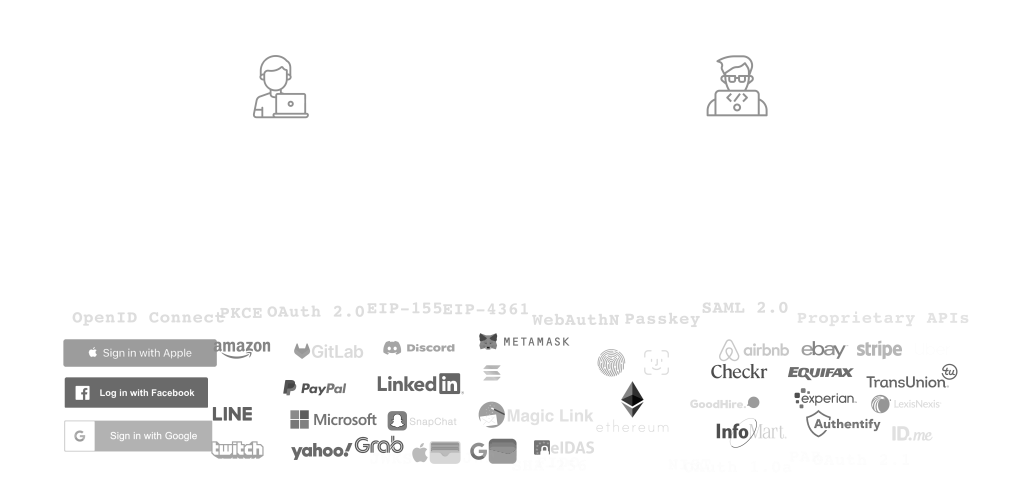 OpenID Connect PKCE OAuth 2.0 EIP-155 EIP-4361 WebAuthN Passkey SAML 2.0 Proprietary APIs
Sign in with Apple amazon GitLab Discord METAMASK airbnb ebay stripe
Log in with Facebook PayPal LinkedIn Checkr EQUIFAX TransUnion tu
LINE Microsoft SnapChat Magic Link ethereum GoodHire experian LexisNexis
G Sign in with Google InfoMart Authentify ID.me
twitch yahoo! Grab G eIDAS